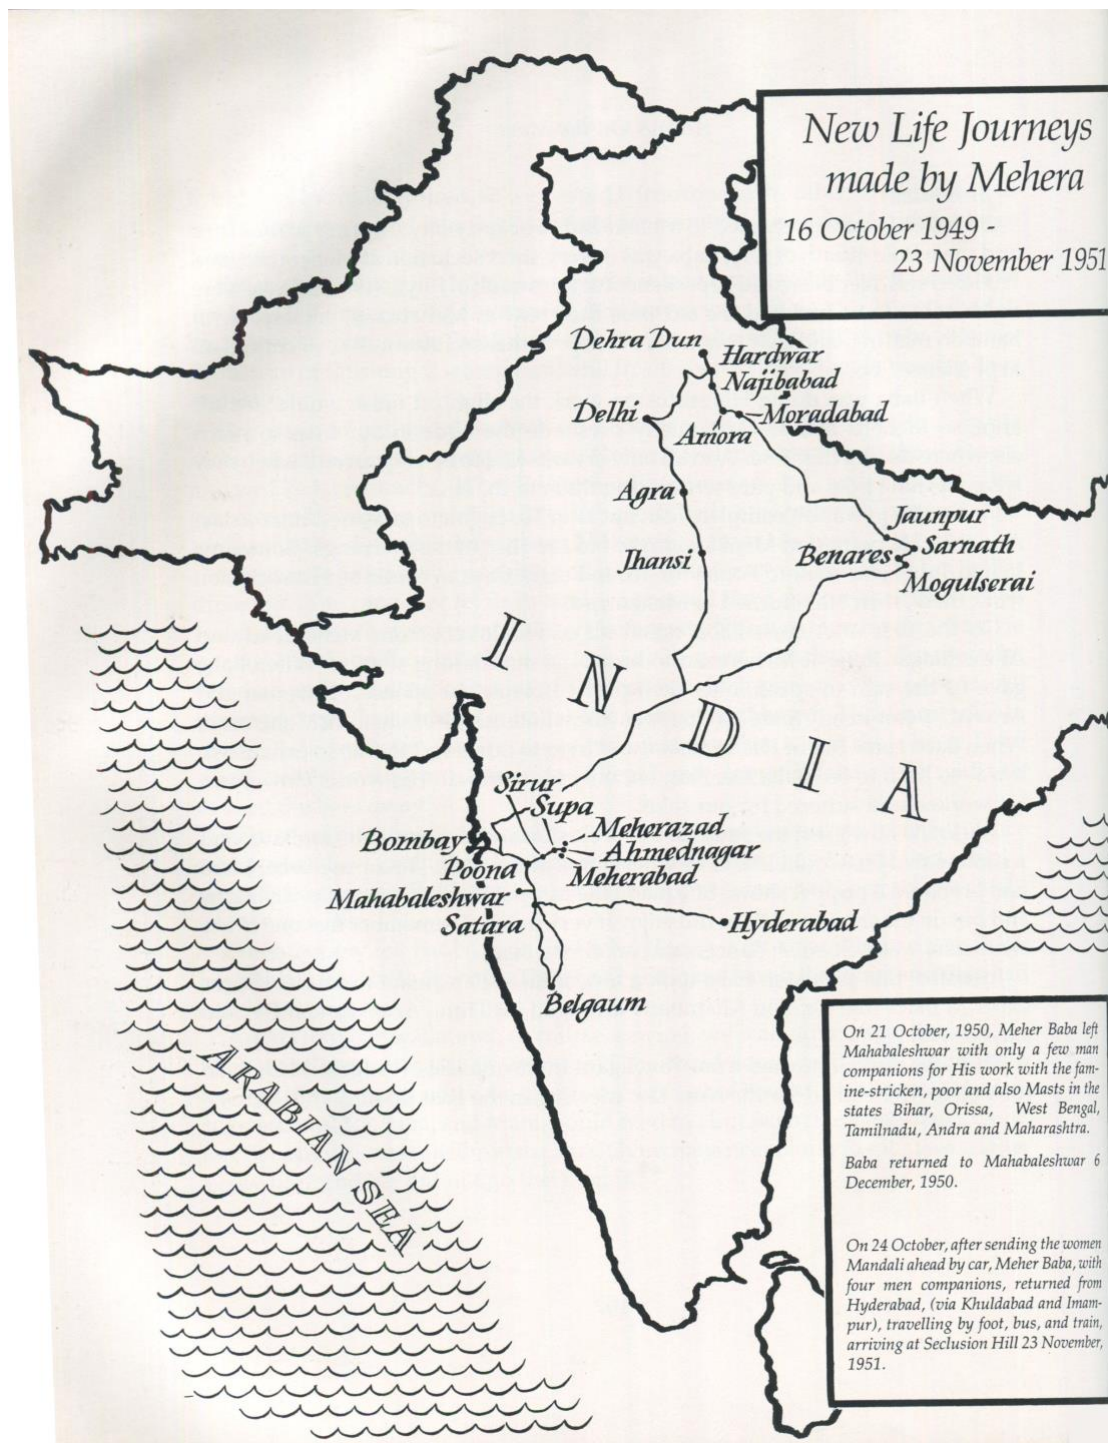 New Life Journeys
made by Mehera
16 October 1949 -
23 November 1951
Dehra Dun
Hardwar
Najibabad
Delhi
Moradabad
Amora
Agra
Jaunpur
Jhansi
Benares
Sarnath
Mogulserai
INDIA
Sirur
Supa
Bombay
Meherazad
Ahmednagar
Poona
Meherabad
Mahabaleshwar
Satara
Hyderabad
Belgaum
ARABIAN SEA
On 21 October, 1950, Meher Baba left
Mahabaleshwar with only a few man
companions for His work with the fam-
ine-stricken, poor and also Masts in the
states Bihar, Orissa, West Bengal,
Tamilnadu, Andra and Maharashtra.
Baba returned to Mahabaleshwar 6
December, 1950.
On 24 October, after sending the women
Mandali ahead by car, Meher Baba, with
four men companions, returned from
Hyderabad, (via Khuldabad and Imam-
pur), travelling by foot, bus, and train,
arriving at Seclusion Hill 23 November,
1951.